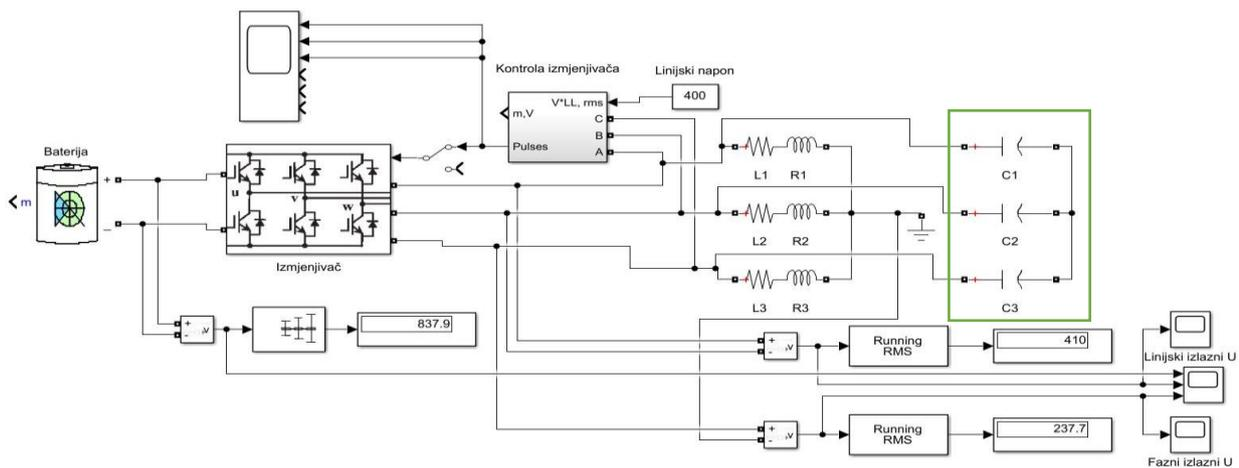 Kontrola izmjenjivača
Linijski napon
V*LL, rms
400
m,V
C
B
Pulses
A
Baterija
+
m
_
u
v
w
Izmjenjivač
L1 R1
C1
L2 R2
C2
L3 R3
C3
837.9
+
-
v
+
-
v
Running
RMS
410
Linijski izlazni U
+
-
v
Running
RMS
237.7
Fazni izlazni U